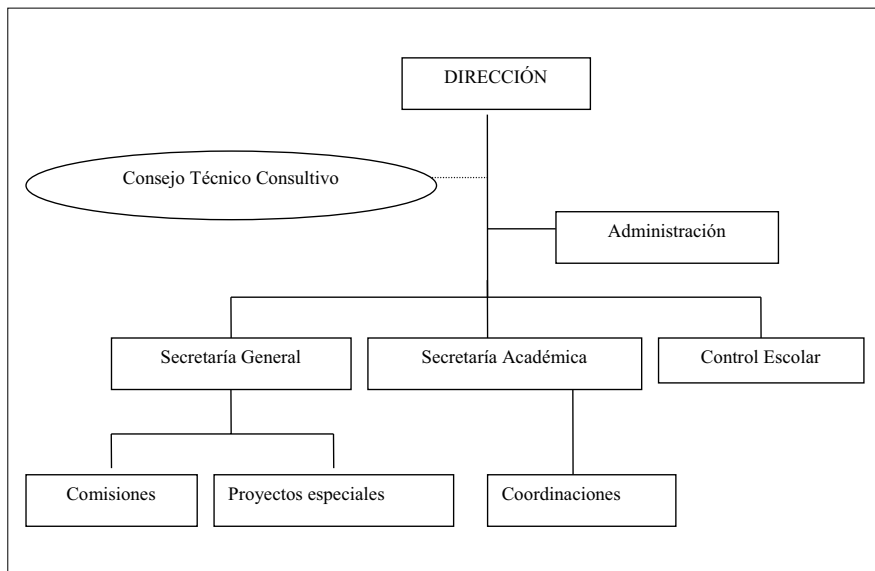 DIRECCIÓN
Consejo Técnico Consultivo
Administración
Secretaría General
Secretaría Académica
Control Escolar
Comisiones
Proyectos especiales
Coordinaciones